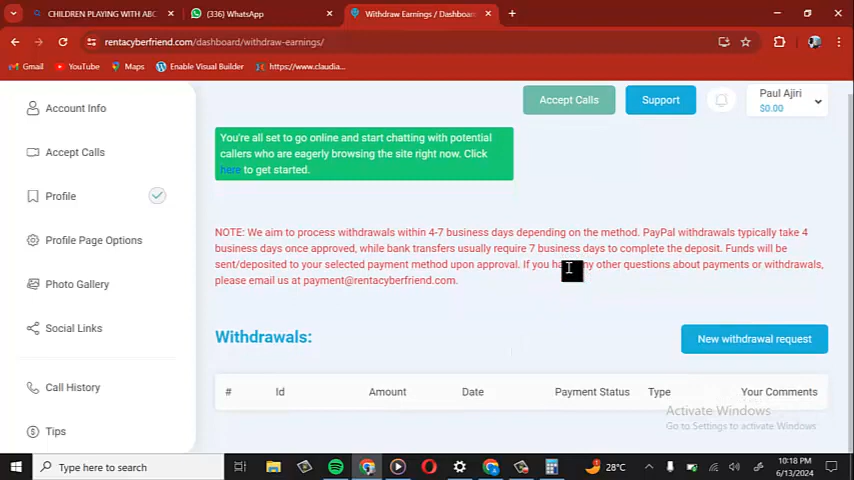 CHILDREN PLAYING WITH ABC
(336) WhatsApp
Withdraw Earnings / Dashboard
rentacyberfriend.com/dashboard/withdraw-earnings/
Gmail YouTube Maps Enable Visual Builder https://www.claudia...
Account Info
Accept Calls
Profile
Profile Page Options
Photo Gallery
Social Links
Call History
Tips
Accept Calls
Support
Paul Ajiri
$0.00
You're all set to go online and start chatting with potential
callers who are eagerly browsing the site right now. Click
here to get started.
NOTE: We aim to process withdrawals within 4-7 business days depending on the method. PayPal withdrawals typically take 4
business days once approved, while bank transfers usually require 7 business days to complete the deposit. Funds will be
sent/deposited to your selected payment method upon approval. If you any other questions about payments or withdrawals,
please email us at payment@rentacyberfriend.com.
Withdrawals:
New withdrawal request
# Id Amount Date Payment Status Type Your Comments
Activate Windows
Go to Settings to activate Windows.
Type here to search
28°C
10:18 PM
6/13/2024